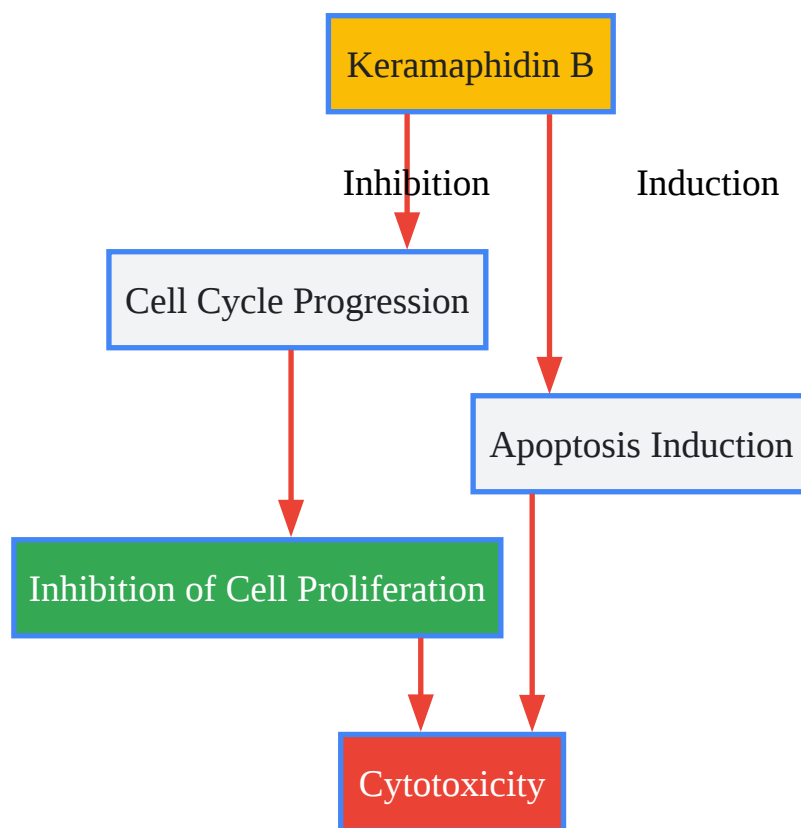 Keramaphidin B
Inhibition
Induction
Cell Cycle Progression
Apoptosis Induction
Inhibition of Cell Proliferation
Cytotoxicity